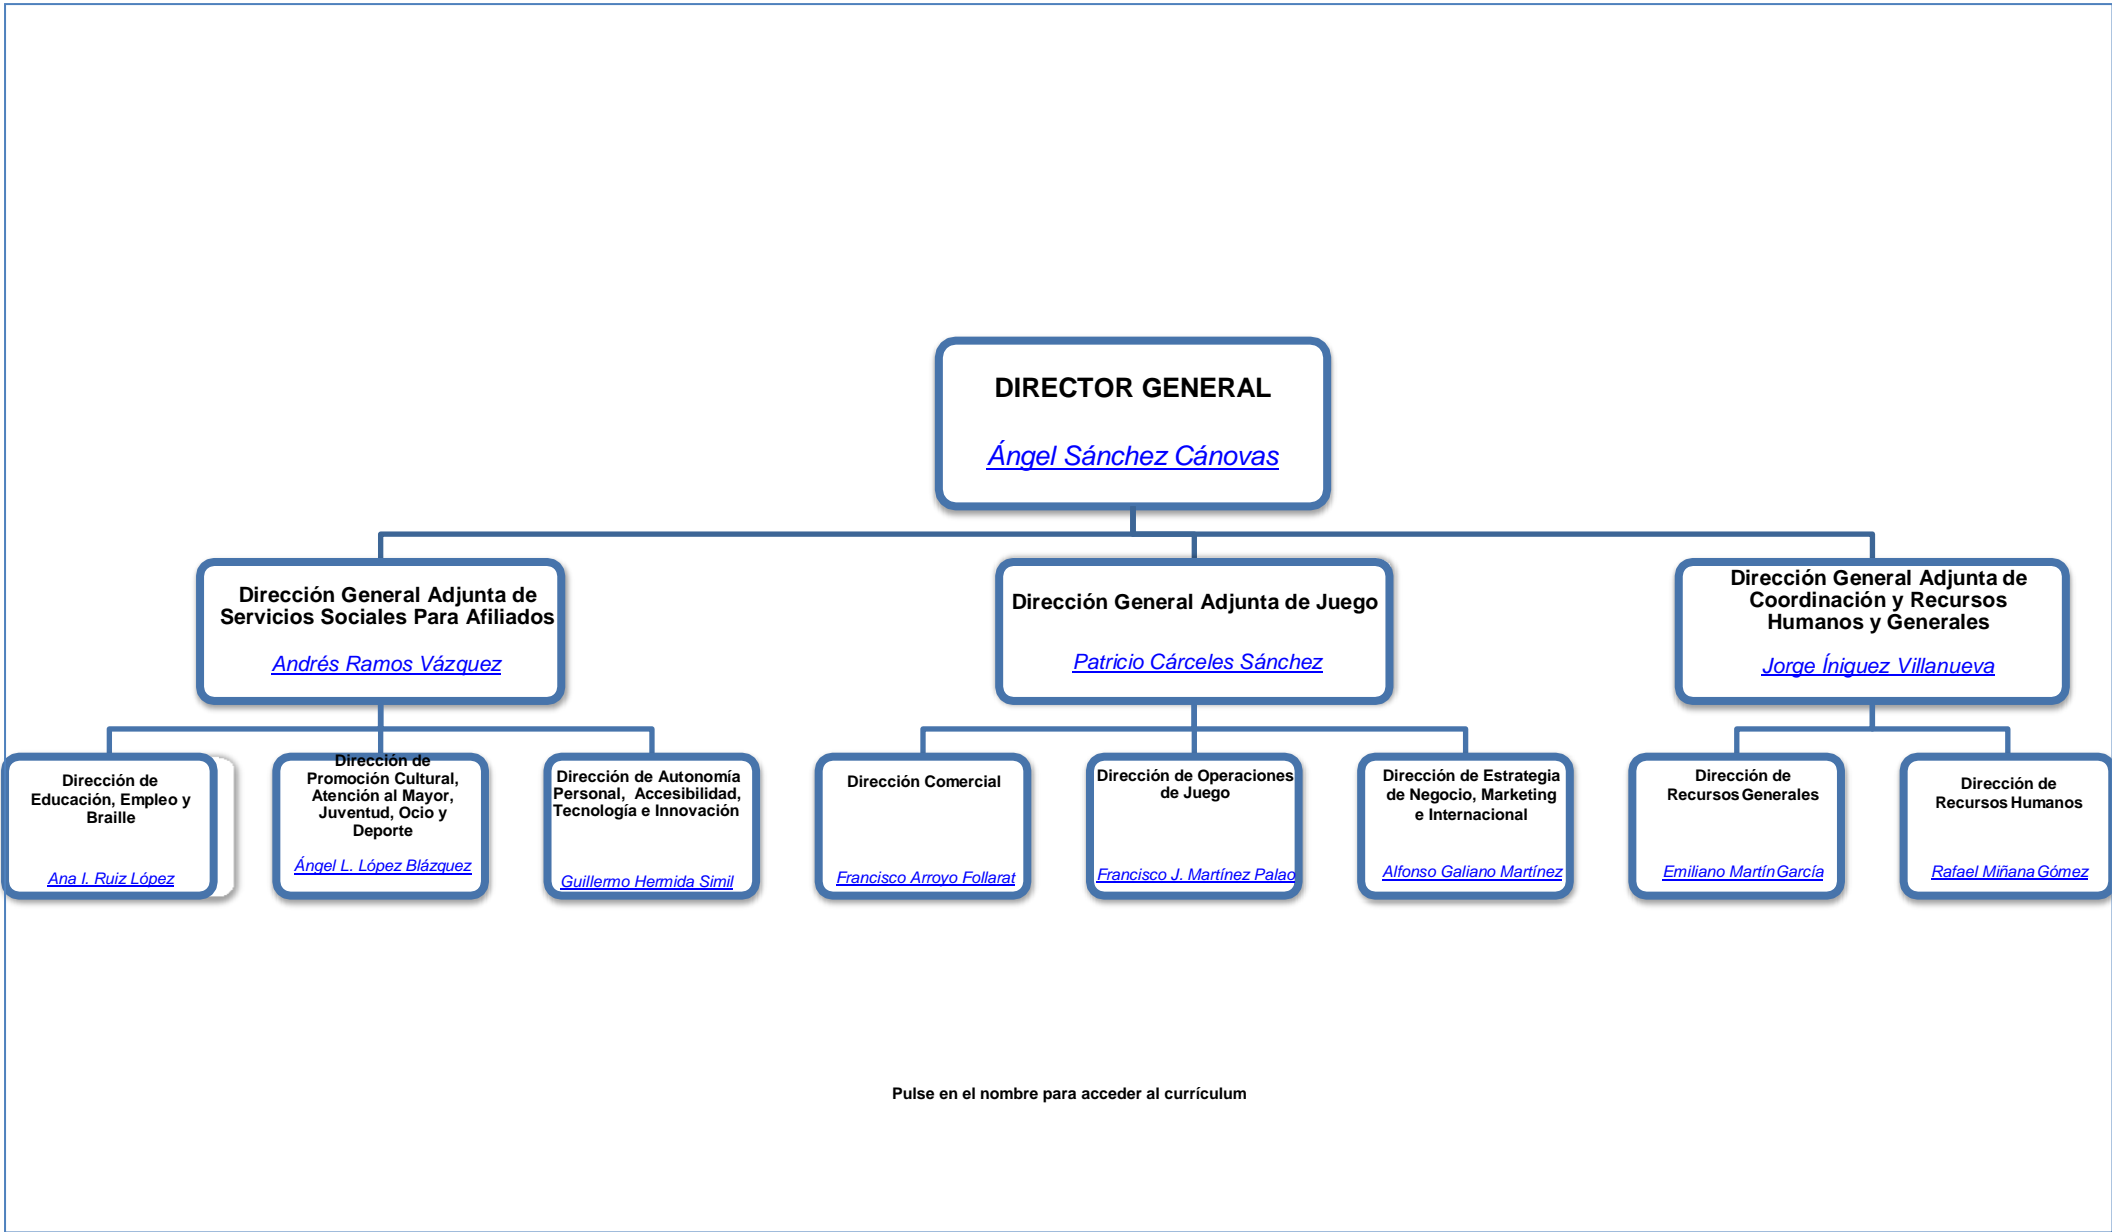 DIRECTOR GENERAL
Ángel Sánchez Cánovas
Dirección General Adjunta de
Servicios Sociales Para Afiliados
Andrés Ramos Vázquez
Dirección General Adjunta de Juego
Patricio Cárceles Sánchez
Dirección General Adjunta de
Coordinación y Recursos
Humanos y Generales
Jorge Íniguez Villanueva
Dirección de
Educación, Empleo y
Braille
Ana I. Ruiz López
Dirección de
Promoción Cultural,
Atención al Mayor,
Juventud, Ocio y
Deporte
Ángel L. López Blázquez
Dirección de Autonomía
Personal, Accesibilidad,
Tecnología e Innovación
Guillermo Hermida Simil
Dirección Comercial
Francisco Arroyo Follarat
Dirección de Operaciones
de Juego
Francisco J. Martínez Palao
Dirección de Estrategia
de Negocio, Marketing
e Internacional
Alfonso Galiano Martínez
Dirección de
Recursos Generales
Emiliano Martín García
Dirección de
Recursos Humanos
Rafael Miñana Gómez
Pulse en el nombre para acceder al currículum